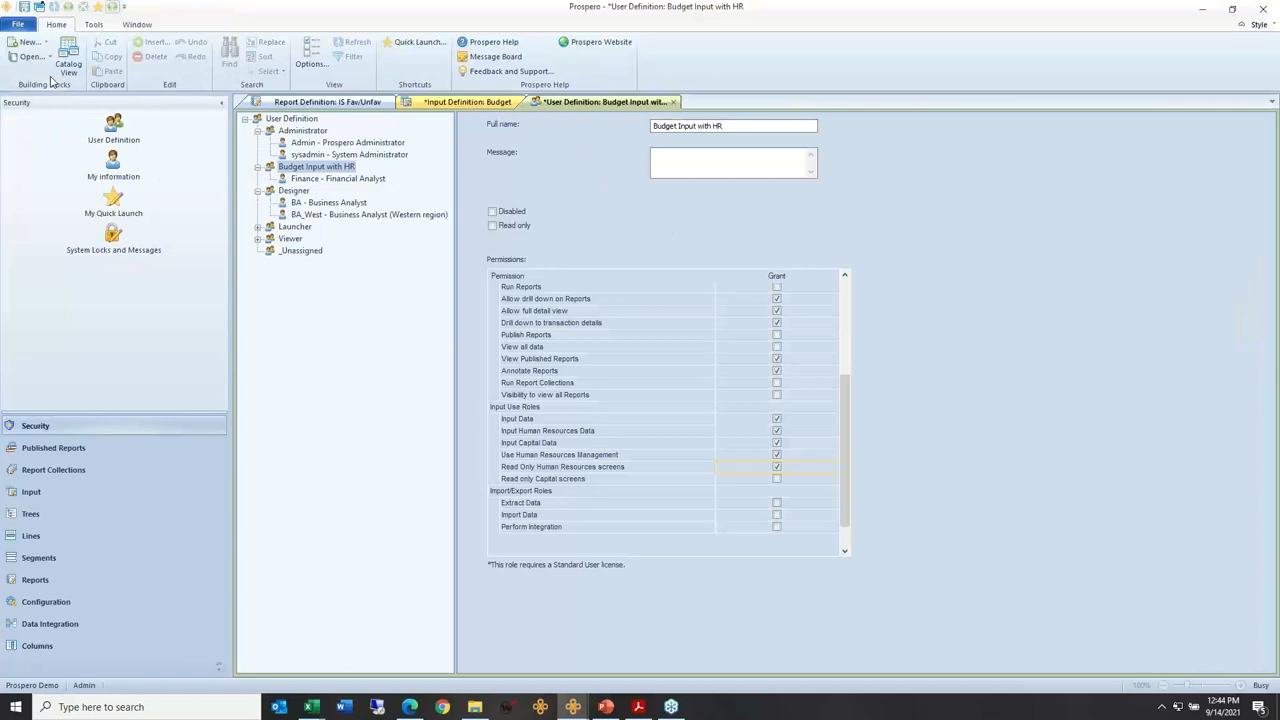 Prospero - *User Definition: Budget Input with HR
File Home Tools Window Style
New... Cut Insert... Undo Replace Refresh Quick Launch... Prospero Help Prospero Website
Open... Catalog View Copy Delete Redo Find Sort Options... Filter Message Board
Paste Select Feedback and Support...
Building Blocks Clipboard Edit Search View Shortcuts Prospero Help
Security
Report Definition: IS Fav/Unfav *Input Definition: Budget *User Definition: Budget Input wit...
User Definition
My information
My Quick Launch
System Locks and Messages
Security
Published Reports
Report Collections
Input
Trees
Lines
Segments
Reports
Configuration
Data Integration
Columns
User Definition
Administrator
Admin - Prospero Administrator
sysadmin - System Administrator
Budget Input with HR
Finance - Financial Analyst
Designer
BA - Business Analyst
BA_West - Business Analyst (Western region)
Launcher
Viewer
_Unassigned
Full name: Budget Input with HR
Message:
Disabled
Read only
Permissions:
Permission Grant
Run Reports
Allow drill down on Reports
Allow full detail view
Drill down to transaction details
Publish Reports
View all data
View Published Reports
Annotate Reports
Run Report Collections
Visibility to view all Reports
Input Use Roles
Input Data
Input Human Resources Data
Input Capital Data
Use Human Resources Management
Read Only Human Resources screens
Read only Capital screens
Import/Export Roles
Extract Data
Import Data
Perform Integration
*This role requires a Standard User license.
Prospero Demo Admin 100% Busy
Type here to search
12:44 PM
9/14/2021